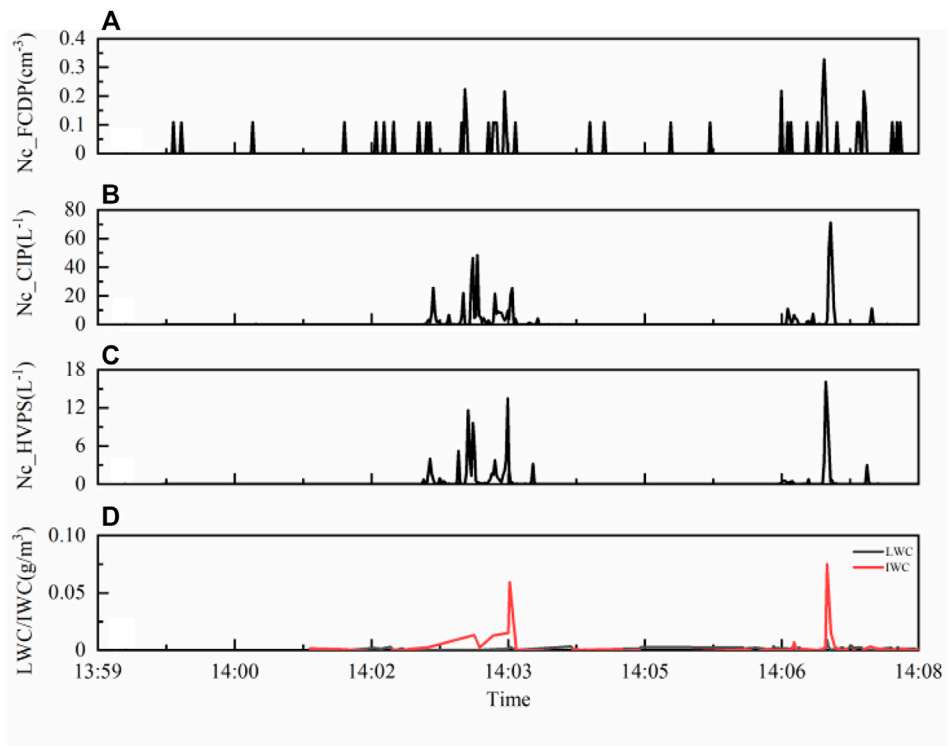 A
Nc_FCDP(cm⁻³)
0.4
0.3
0.2
0.1
0
B
Nc_CIP(L⁻¹)
80
60
40
20
0
C
Nc_HVPS(L⁻¹)
18
12
6
0
D
LWC/IWC(g/m³)
0.10
0.05
0
LWC
IWC
13:59 14:00 14:02 14:03 14:05 14:06 14:08
Time